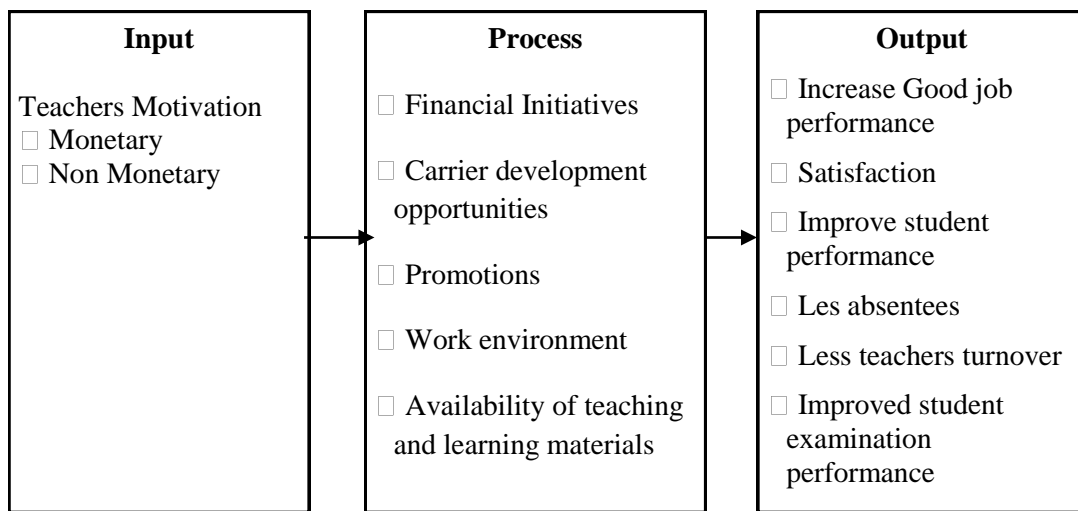 Input
Teachers Motivation
□ Monetary
□ Non Monetary
Process
□ Financial Initiatives
□ Carrier development
opportunities
□ Promotions
□ Work environment
□ Availability of teaching
and learning materials
Output
□ Increase Good job
performance
□ Satisfaction
□ Improve student
performance
□ Les absentees
□ Less teachers turnover
□ Improved student
examination
performance